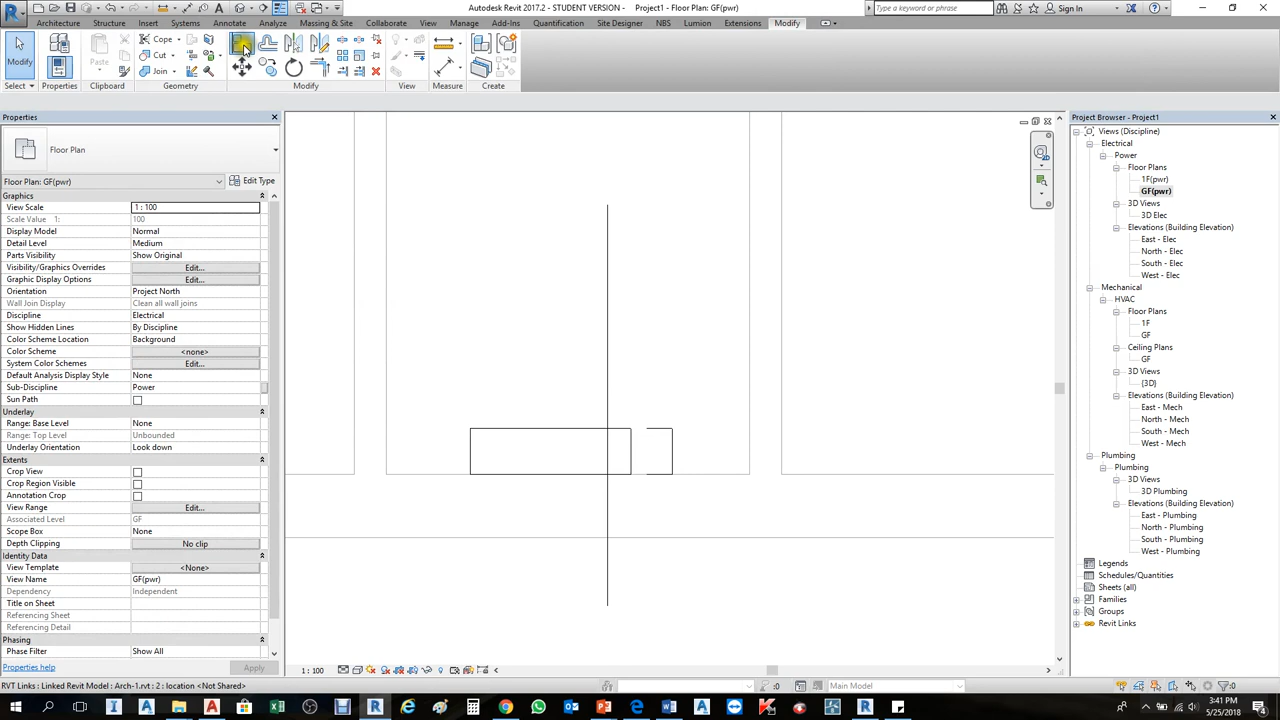 Autodesk Revit 2017.2 - STUDENT VERSION - Project1 - Floor Plan: GF(pwr)
Type a keyword or phrase
Sign In
Architecture Structure Insert Systems Annotate Analyze Massing & Site Collaborate View Manage Add-Ins Quantification Site Designer NBS Lumion Extensions Modify
Modify
Paste
Cope
Cut
Join
Select Properties Clipboard Geometry Modify View Measure Create
Properties
Floor Plan
Floor Plan: GF(pwr)
Edit Type
Graphics
View Scale 1 : 100
Scale Value 1: 100
Display Model Normal
Detail Level Medium
Parts Visibility Show Original
Visibility/Graphics Overrides Edit...
Graphic Display Options Edit...
Orientation Project North
Wall Join Display Clean all wall joins
Discipline Electrical
Show Hidden Lines By Discipline
Color Scheme Location Background
Color Scheme <none>
System Color Schemes Edit...
Default Analysis Display Style None
Sub-Discipline Power
Sun Path
Underlay
Range: Base Level None
Range: Top Level Unbounded
Underlay Orientation Look down
Extents
Crop View
Crop Region Visible
Annotation Crop
View Range Edit...
Associated Level GF
Scope Box None
Depth Clipping No clip
Identity Data
View Template <None>
View Name GF(pwr)
Dependency Independent
Title on Sheet
Referencing Sheet
Referencing Detail
Phasing
Phase Filter Show All
Properties help
Apply
1 : 100
Project Browser - Project1
Views (Discipline)
Electrical
Power
Floor Plans
1F(pwr)
GF(pwr)
3D Views
3D Elec
Elevations (Building Elevation)
East - Elec
North - Elec
South - Elec
West - Elec
Mechanical
HVAC
Floor Plans
1F
GF
Ceiling Plans
GF
3D Views
{3D}
Elevations (Building Elevation)
East - Mech
North - Mech
South - Mech
West - Mech
Plumbing
Plumbing
3D Views
3D Plumbing
Elevations (Building Elevation)
East - Plumbing
North - Plumbing
South - Plumbing
West - Plumbing
Legends
Schedules/Quantities
Sheets (all)
Families
Groups
Revit Links
RVT Links : Linked Revit Model : Arch-1.rvt : 2 : location <Not Shared>
:0
Main Model
:0
3:41 PM
5/25/2018